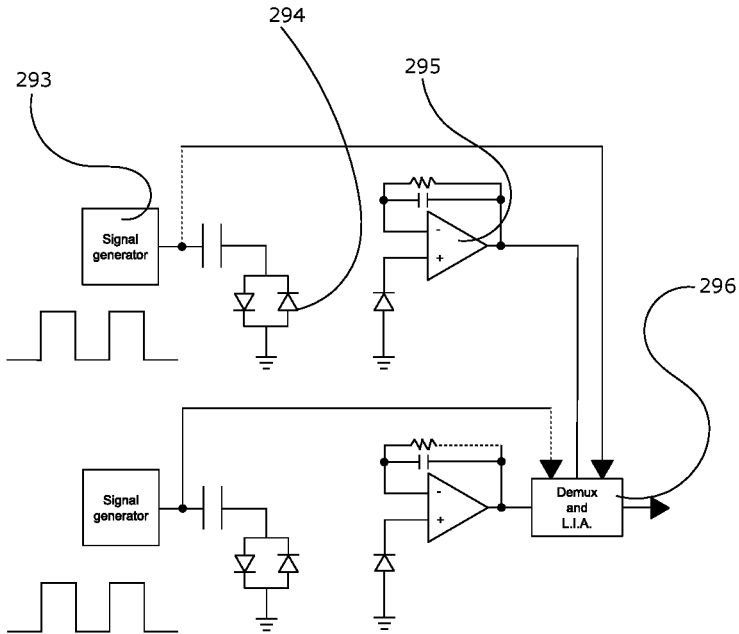 294
293
295
Signal
generator
-
+
296
Signal
generator
-
+
Demux
and
L.I.A.